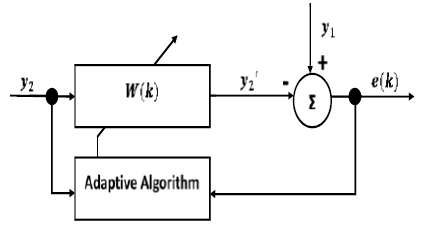 y₁
y₂
W(k)
y₂'
-
+
Σ
e(k)
Adaptive Algorithm